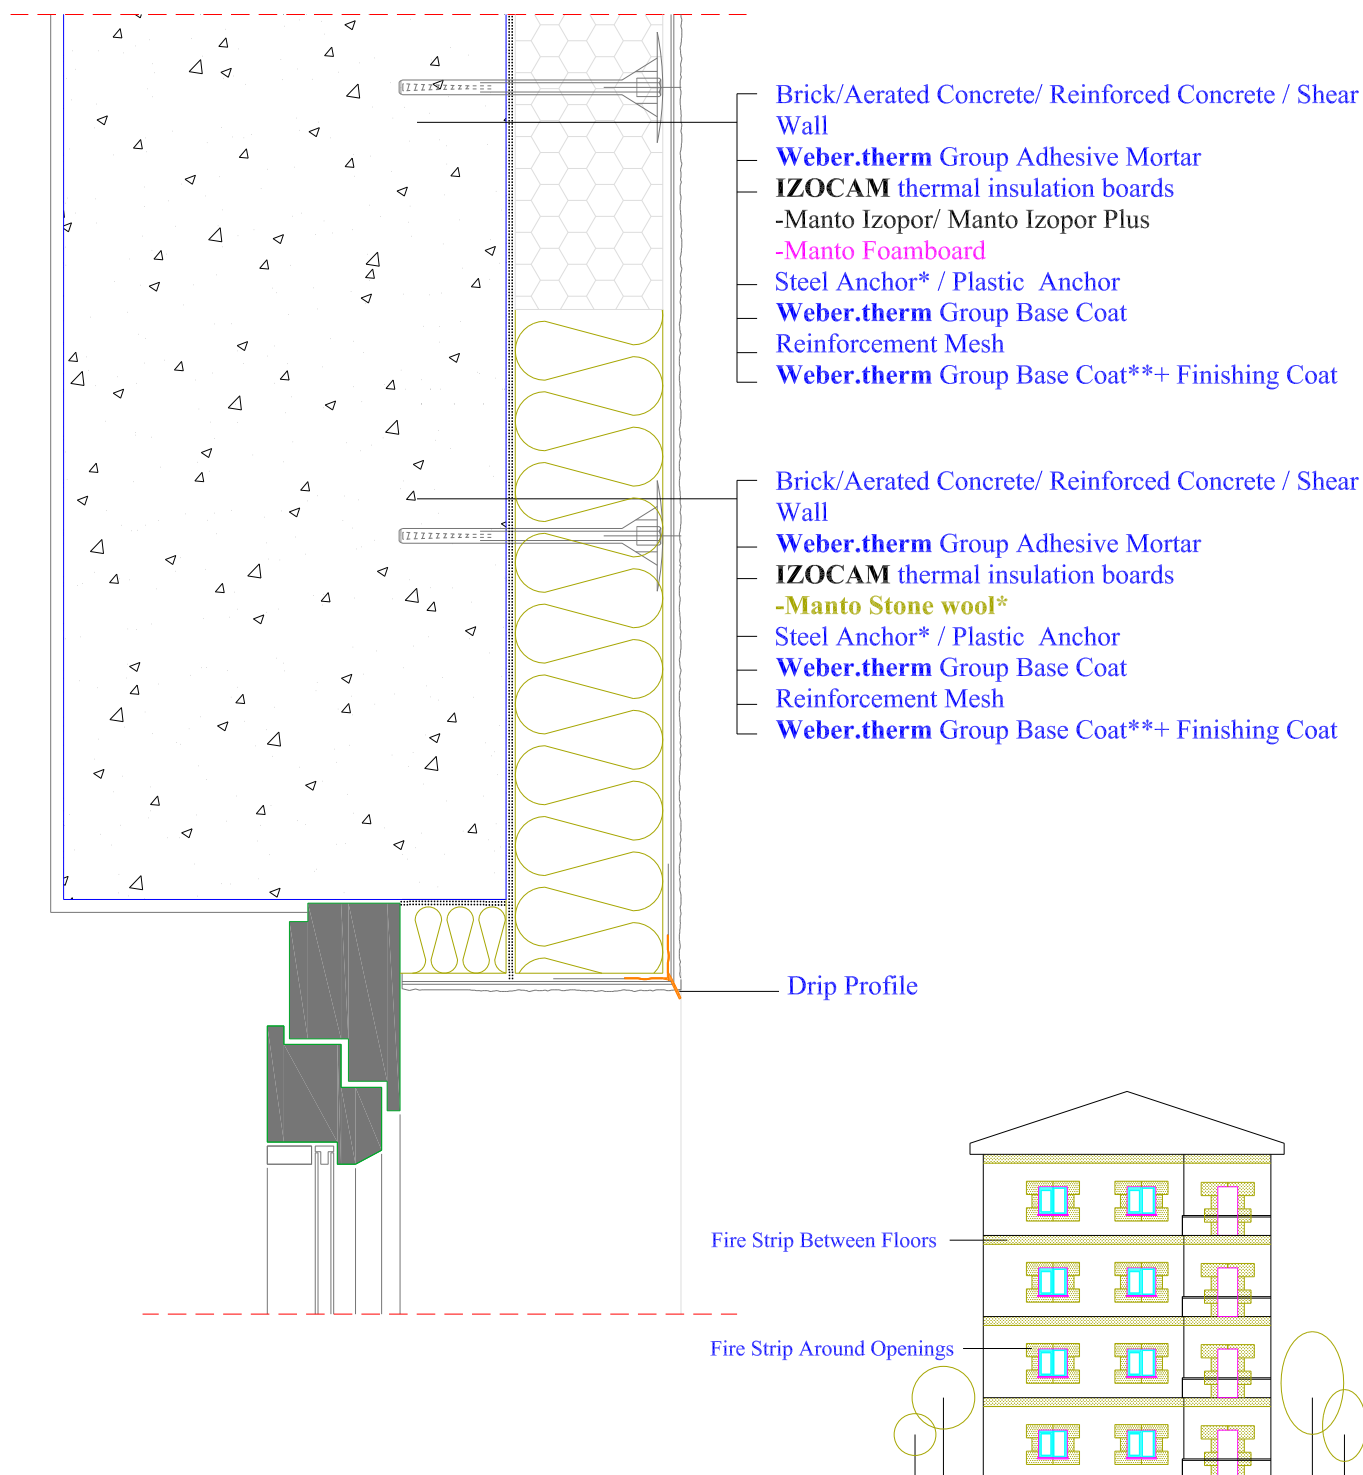 Brick/Aerated Concrete/ Reinforced Concrete / Shear
Wall
Weber.therm Group Adhesive Mortar
IZOCAM thermal insulation boards
-Manto Izopor/ Manto Izopor Plus
-Manto Foamboard
Steel Anchor* / Plastic Anchor
Weber.therm Group Base Coat
Reinforcement Mesh
Weber.therm Group Base Coat**+ Finishing Coat
Brick/Aerated Concrete/ Reinforced Concrete / Shear
Wall
Weber.therm Group Adhesive Mortar
IZOCAM thermal insulation boards
-Manto Stone wool*
Steel Anchor* / Plastic Anchor
Weber.therm Group Base Coat
Reinforcement Mesh
Weber.therm Group Base Coat**+ Finishing Coat
Drip Profile
Fire Strip Between Floors
Fire Strip Around Openings